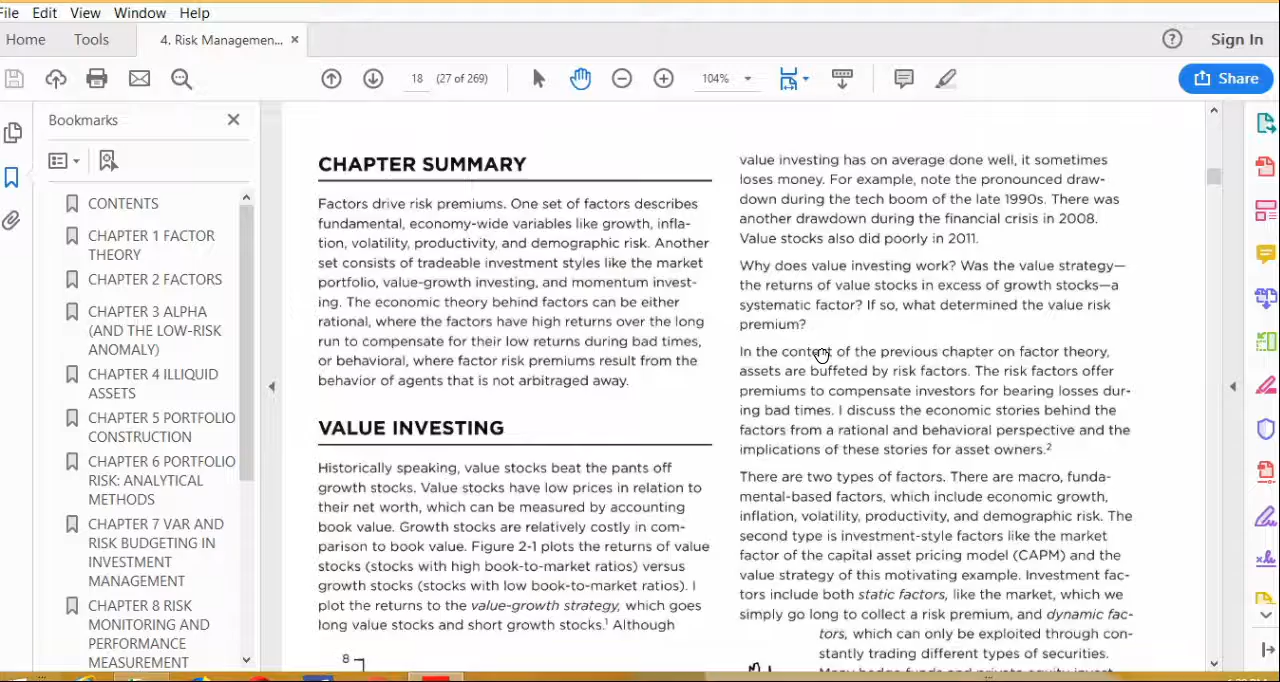 File Edit View Window Help
Home Tools 4. Risk Managemen... × ? Sign In
18 (27 of 269) 104% Share
Bookmarks
CONTENTS
CHAPTER 1 FACTOR
THEORY
CHAPTER 2 FACTORS
CHAPTER 3 ALPHA
(AND THE LOW-RISK
ANOMALY)
CHAPTER 4 ILLIQUID
ASSETS
CHAPTER 5 PORTFOLIO
CONSTRUCTION
CHAPTER 6 PORTFOLIO
RISK: ANALYTICAL
METHODS
CHAPTER 7 VAR AND
RISK BUDGETING IN
INVESTMENT
MANAGEMENT
CHAPTER 8 RISK
MONITORING AND
PERFORMANCE
MEASUREMENT
CHAPTER SUMMARY
Factors drive risk premiums. One set of factors describes
fundamental, economy-wide variables like growth, infla-
tion, volatility, productivity, and demographic risk. Another
set consists of tradeable investment styles like the market
portfolio, value-growth investing, and momentum invest-
ing. The economic theory behind factors can be either
rational, where the factors have high returns over the long
run to compensate for their low returns during bad times,
or behavioral, where factor risk premiums result from the
behavior of agents that is not arbitraged away.
VALUE INVESTING
Historically speaking, value stocks beat the pants off
growth stocks. Value stocks have low prices in relation to
their net worth, which can be measured by accounting
book value. Growth stocks are relatively costly in com-
parison to book value. Figure 2-1 plots the returns of value
stocks (stocks with high book-to-market ratios) versus
growth stocks (stocks with low book-to-market ratios). I
plot the returns to the value-growth strategy, which goes
long value stocks and short growth stocks.¹ Although
8
value investing has on average done well, it sometimes
loses money. For example, note the pronounced draw-
down during the tech boom of the late 1990s. There was
another drawdown during the financial crisis in 2008.
Value stocks also did poorly in 2011.
Why does value investing work? Was the value strategy—
the returns of value stocks in excess of growth stocks—a
systematic factor? If so, what determined the value risk
premium?
In the context of the previous chapter on factor theory,
assets are buffeted by risk factors. The risk factors offer
premiums to compensate investors for bearing losses dur-
ing bad times. I discuss the economic stories behind the
factors from a rational and behavioral perspective and the
implications of these stories for asset owners.²
There are two types of factors. There are macro, funda-
mental-based factors, which include economic growth,
inflation, volatility, productivity, and demographic risk. The
second type is investment-style factors like the market
factor of the capital asset pricing model (CAPM) and the
value strategy of this motivating example. Investment fac-
tors include both static factors, like the market, which we
simply go long to collect a risk premium, and dynamic fac-
tors, which can only be exploited through con-
stantly trading different types of securities.